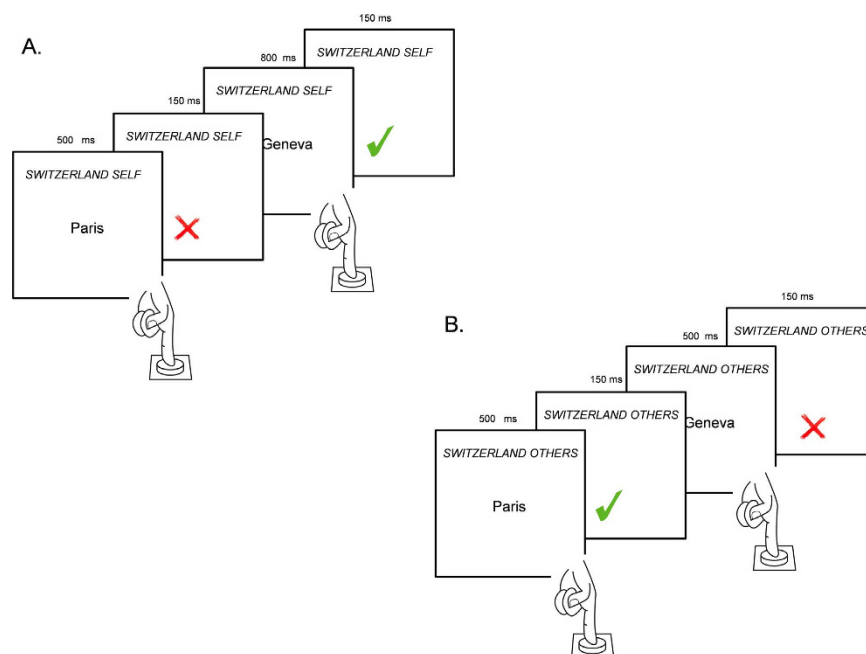 A.
150 ms
SWITZERLAND SELF
800 ms
SWITZERLAND SELF
Geneva
150 ms
SWITZERLAND SELF
500 ms
SWITZERLAND SELF
Paris
B.
150 ms
SWITZERLAND OTHERS
500 ms
SWITZERLAND OTHERS
Geneva
150 ms
SWITZERLAND OTHERS
500 ms
SWITZERLAND OTHERS
Paris